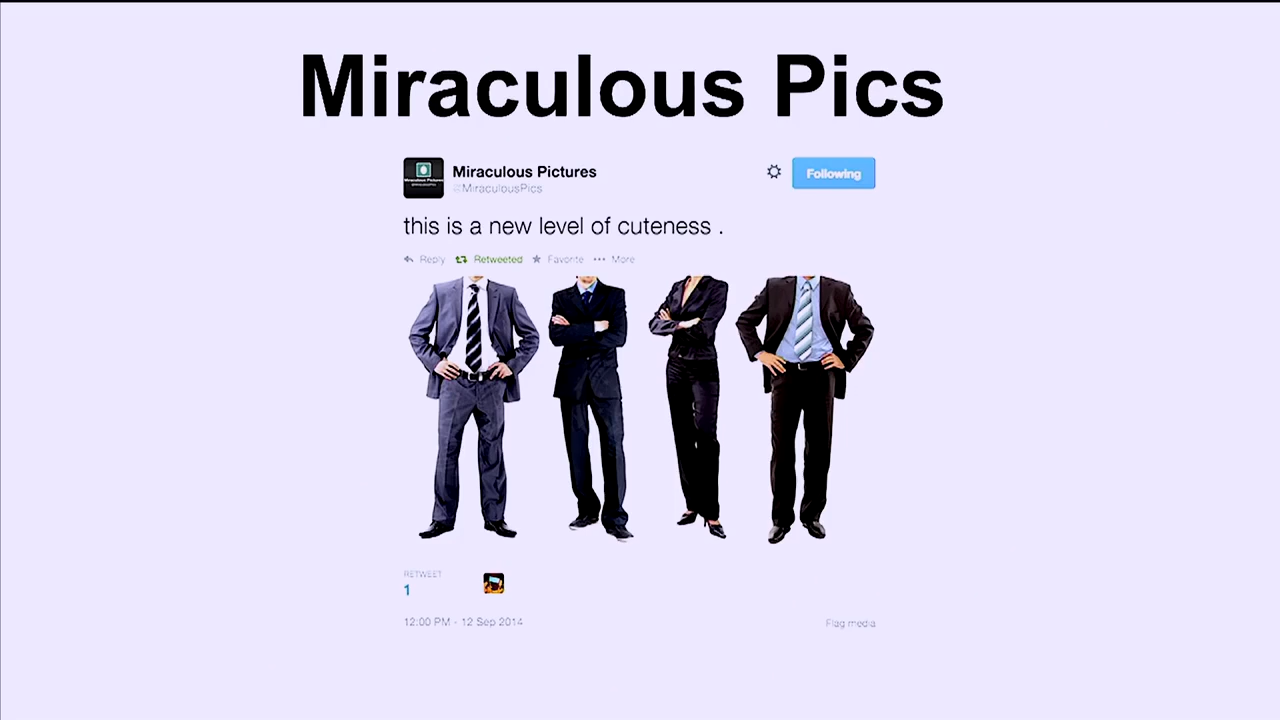 Miraculous Pics
Miraculous Pictures
@MiraculousPics
Following
this is a new level of cuteness .
Reply Retweeted Favorite More
RETWEET
1
12:00 PM - 12 Sep 2014
Flag media